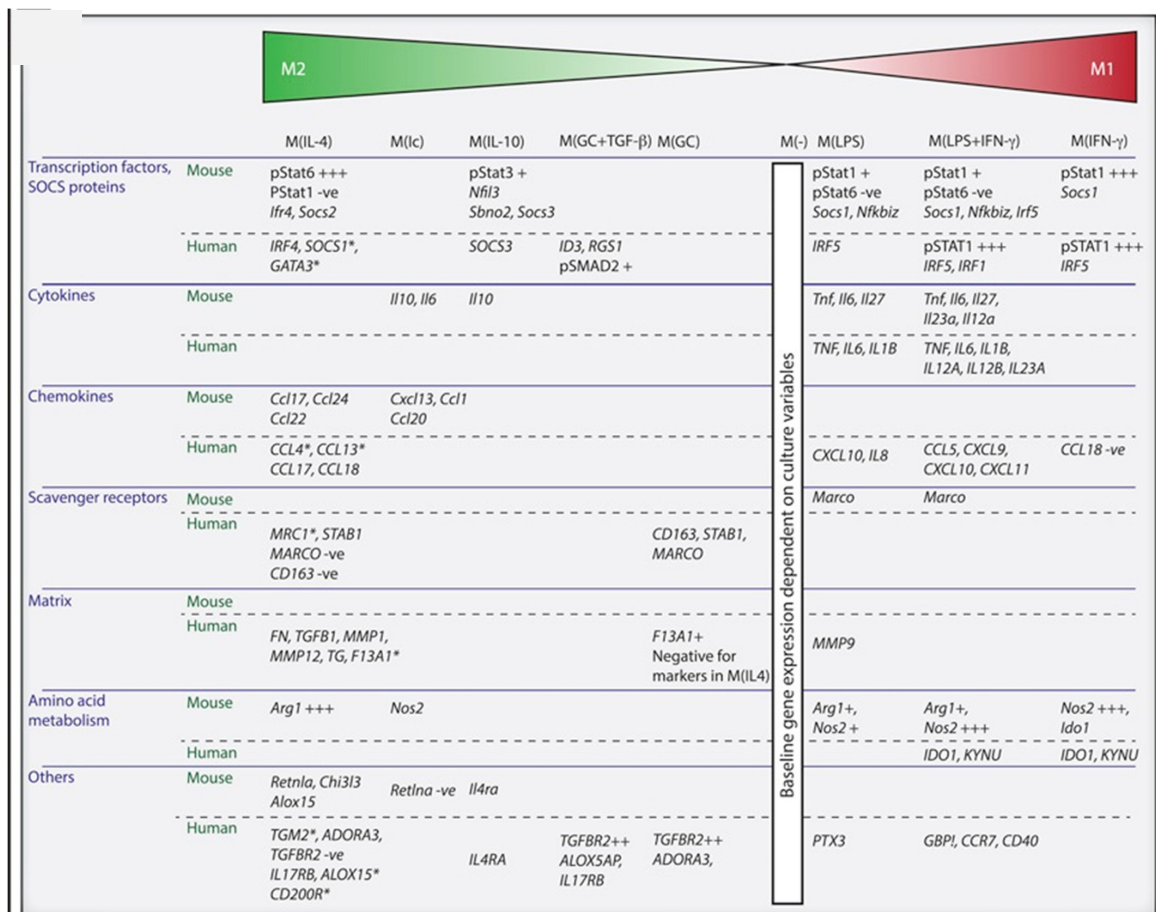 M2 M1
M(IL-4) M(Ic) M(IL-10) M(GC+TGF-β) M(GC) M(-) M(LPS) M(LPS+IFN-γ) M(IFN-γ)
Transcription factors, Mouse pStat6 +++ pStat3 + pStat1 + pStat1 + pStat1 +++
SOCS proteins PStat1 -ve Nfil3 pStat6 -ve pStat6 -ve Socs1
Ifr4, Socs2 Sbno2, Socs3 Socs1, Nfkbiz Socs1, Nfkbiz, Irf5
Human IRF4, SOCS1*, SOCS3 ID3, RGS1 IRF5 pSTAT1 +++ pSTAT1 +++
GATA3* pSMAD2 + IRF5, IRF1 IRF5
Cytokines Mouse Il10, Il6 Il10 Tnf, Il6, Il27 Tnf, Il6, Il27,
Il23a, Il12a
Human TNF, IL6, IL1B TNF, IL6, IL1B,
IL12A, IL12B, IL23A
Chemokines Mouse Ccl17, Ccl24 Cxcl13, Ccl1
Ccl22 Ccl20
Human CCL4*, CCL13* CXCL10, IL8 CCL5, CXCL9, CCL18 -ve
CCL17, CCL18 CXCL10, CXCL11
Scavenger receptors Mouse Marco Marco
Human MRC1*, STAB1 CD163, STAB1,
MARCO -ve MARCO
CD163 -ve
Matrix Mouse
Human FN, TGFB1, MMP1, F13A1+ MMP9
MMP12, TG, F13A1* Negative for
markers in M(IL4)
Amino acid Mouse Arg1 +++ Nos2 Arg1+, Arg1+, Nos2 +++,
metabolism Nos2 + Nos2 +++ Ido1
Human IDO1, KYNU IDO1, KYNU
Others Mouse Retnla, Chi3l3 Retlna -ve Il4ra
Alox15
Human TGM2*, ADORA3, IL4RA TGFBR2++ TGFBR2++ PTX3 GBP!, CCR7, CD40
TGFBR2 -ve ALOX5AP, ADORA3,
IL17RB, ALOX15* IL17RB
CD200R*
Baseline gene expression dependent on culture variables